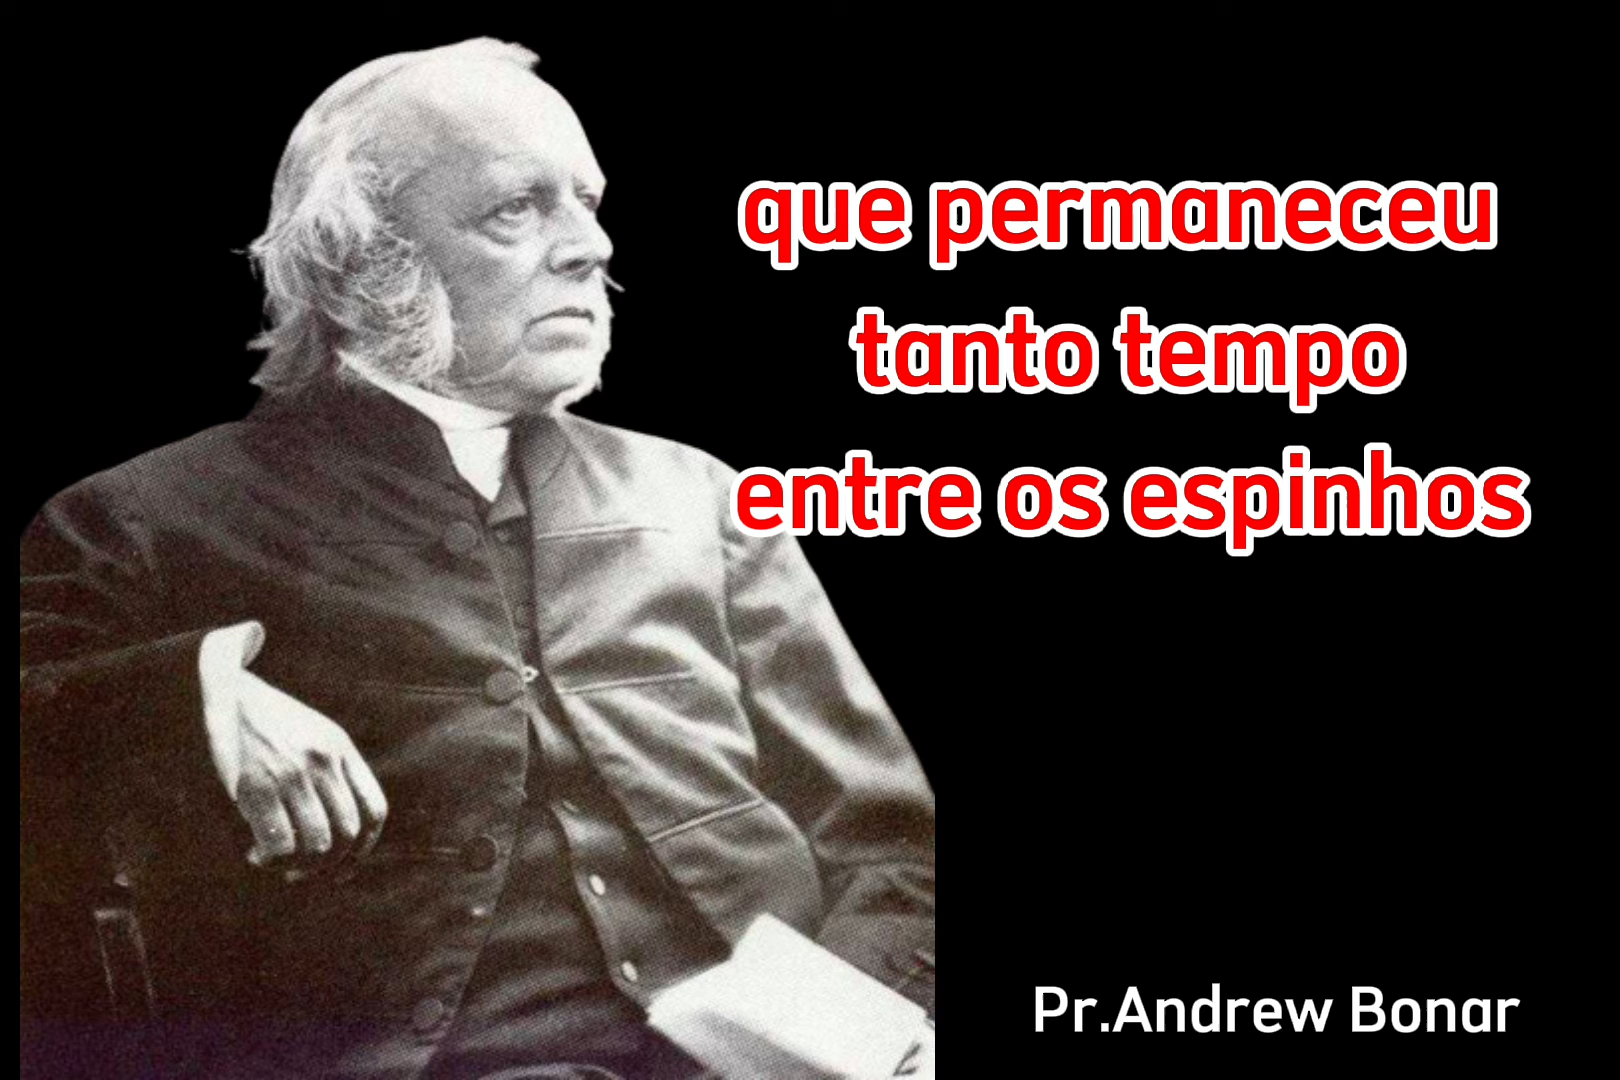 que permaneceu
tanto tempo
entre os espinhos
Pr.Andrew Bonar